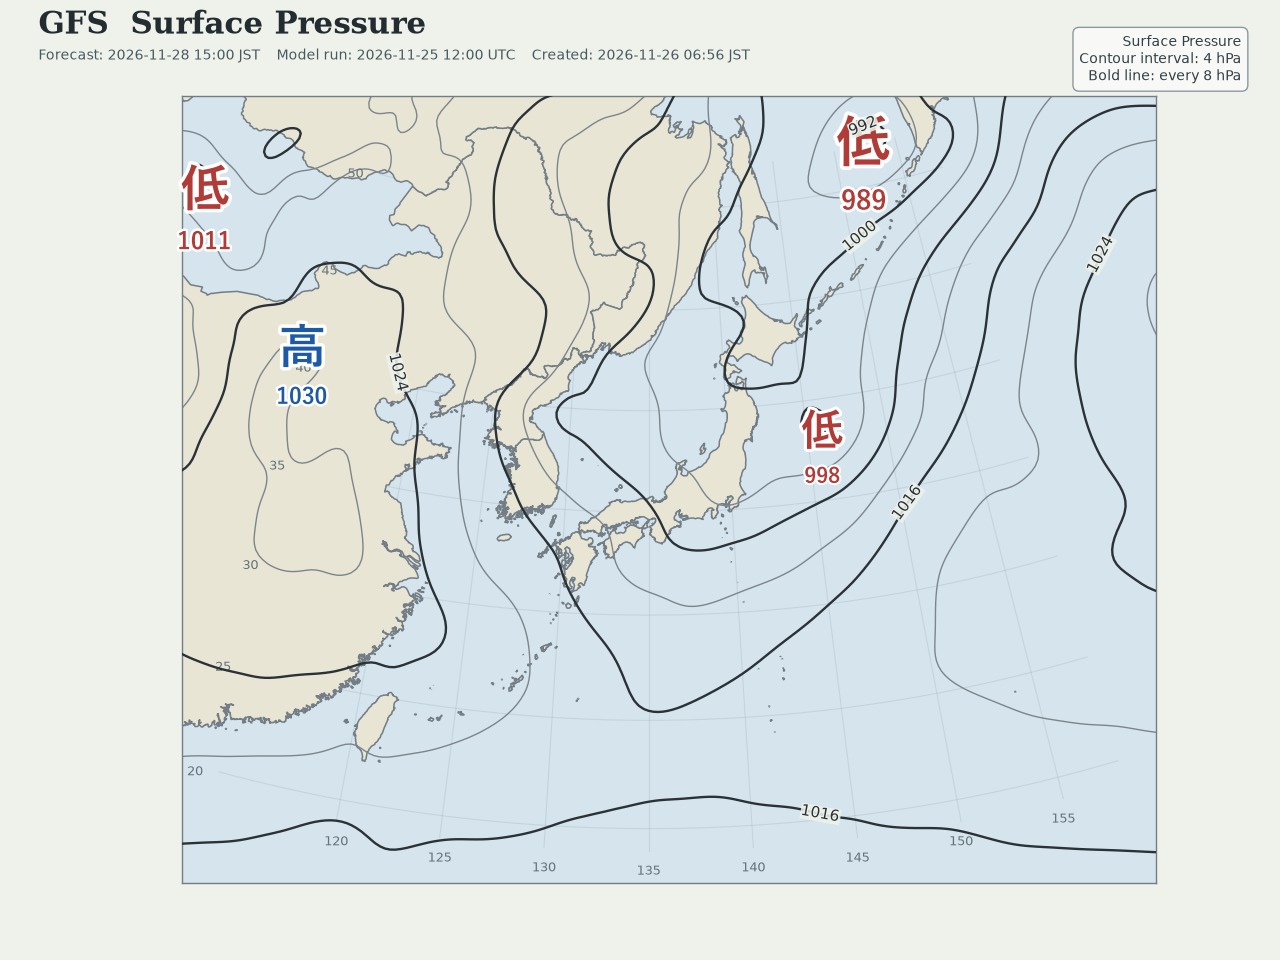 GFS Surface Pressure
Forecast: 2026-11-28 15:00 JST Model run: 2026-11-25 12:00 UTC Created: 2026-11-26 06:56 JST
Surface Pressure
Contour interval: 4 hPa
Bold line: every 8 hPa
992
低
989
50
低
1011
1000
1024
45
高
40
1030
1024
低
998
35
1016
30
25
20
1016
120
125
130
135
140
145
150
155